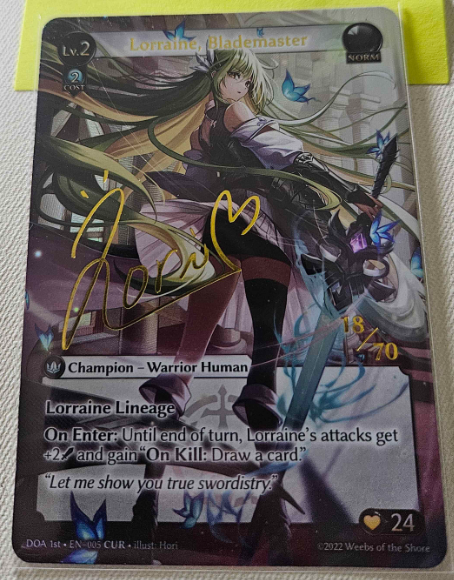 Lv.2
Lorraine, Blademaster
NORM
2
COST
Hori
18/70
Champion – Warrior Human
Lorraine Lineage
On Enter: Until end of turn, Lorraine's attacks get
+2 and gain “On Kill: Draw a card.”
“Let me show you true swordistry.”
24
DOA 1st • EN-005 CUR • illust: Hori
©2022 Weebs of the Shore